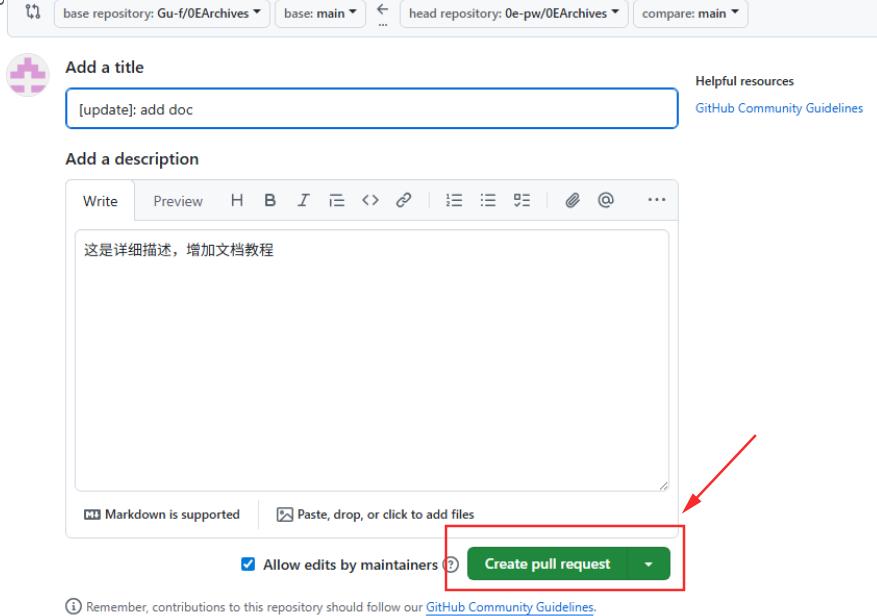 base repository: Gu-f/0EArchives base: main ... head repository: 0e-pw/0EArchives compare: main
Add a title
Helpful resources
[update]: add doc
GitHub Community Guidelines
Add a description
Write Preview H B I <> @ ...
这是详细描述，增加文档教程
Markdown is supported Paste, drop, or click to add files
Allow edits by maintainers ? Create pull request
Remember, contributions to this repository should follow our GitHub Community Guidelines.